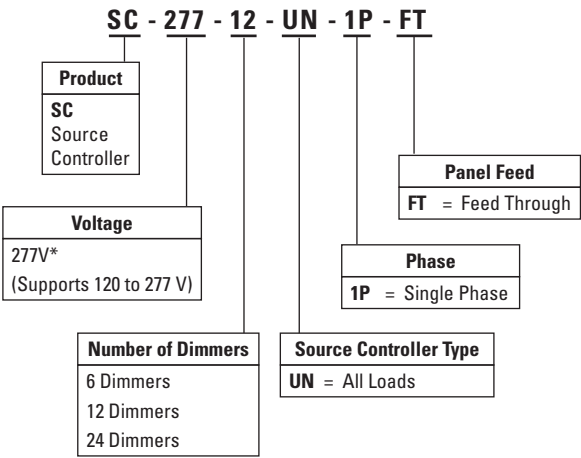 SC - 277 - 12 - UN - 1P - FT
Product
SC
Source
Controller
Panel Feed
FT = Feed Through
Voltage
277V*
(Supports 120 to 277 V)
Phase
1P = Single Phase
Number of Dimmers
6 Dimmers
12 Dimmers
24 Dimmers
Source Controller Type
UN = All Loads